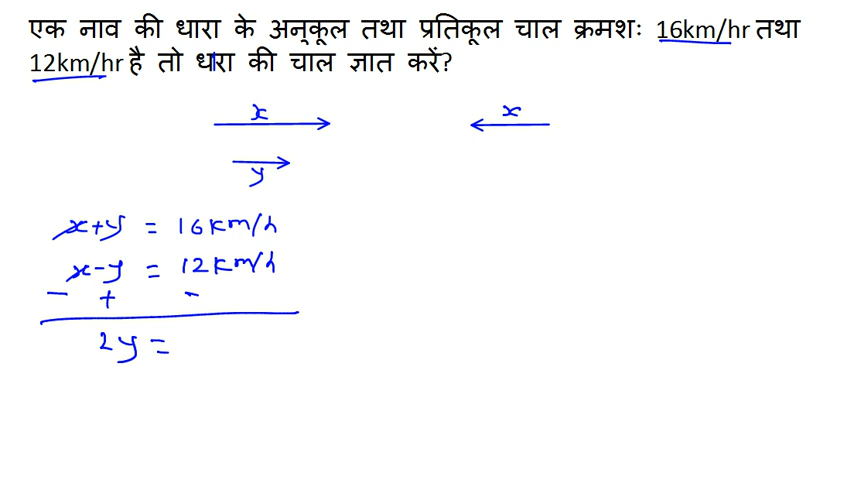 एक नाव की धारा के अनुकूल तथा प्रतिकूल चाल क्रमशः 16km/hr तथा
12km/hr है तो धारा की चाल ज्ञात करें?
x x
y
x+y = 16km/h
x-y = 12km/h
- + -
2y =